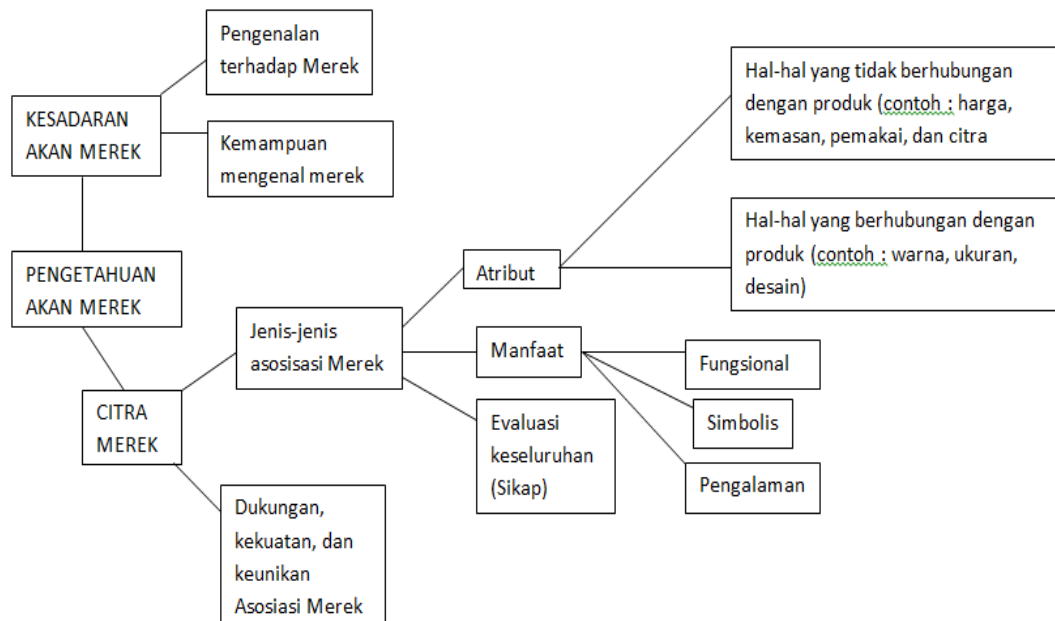 Pengenalan
terhadap Merek
KESADARAN
AKAN MEREK
Kemampuan
mengenal merek
PENGETAHUAN
AKAN MEREK
CITRA
MEREK
Jenis-jenis
asosisasi Merek
Dukungan,
kekuatan, dan
keunikan
Asosiasi Merek
Atribut
Manfaat
Evaluasi
keseluruhan
(Sikap)
Hal-hal yang tidak berhubungan
dengan produk (contoh : harga,
kemasan, pemakai, dan citra
Hal-hal yang berhubungan dengan
produk (contoh : warna, ukuran,
desain)
Fungsional
Simbolis
Pengalaman